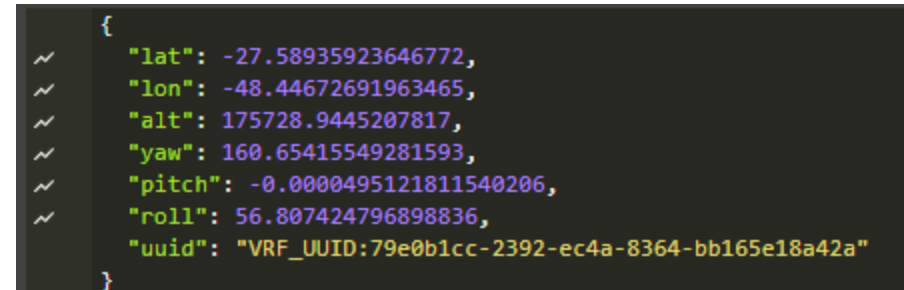 {
"lat": -27.58935923646772,
"lon": -48.44672691963465,
"alt": 175728.9445207817,
"yaw": 160.65415549281593,
"pitch": -0.0000495121811540206,
"roll": 56.807424796898836,
"uuid": "VRF_UUID:79e0b1cc-2392-ec4a-8364-bb165e18a42a"
}